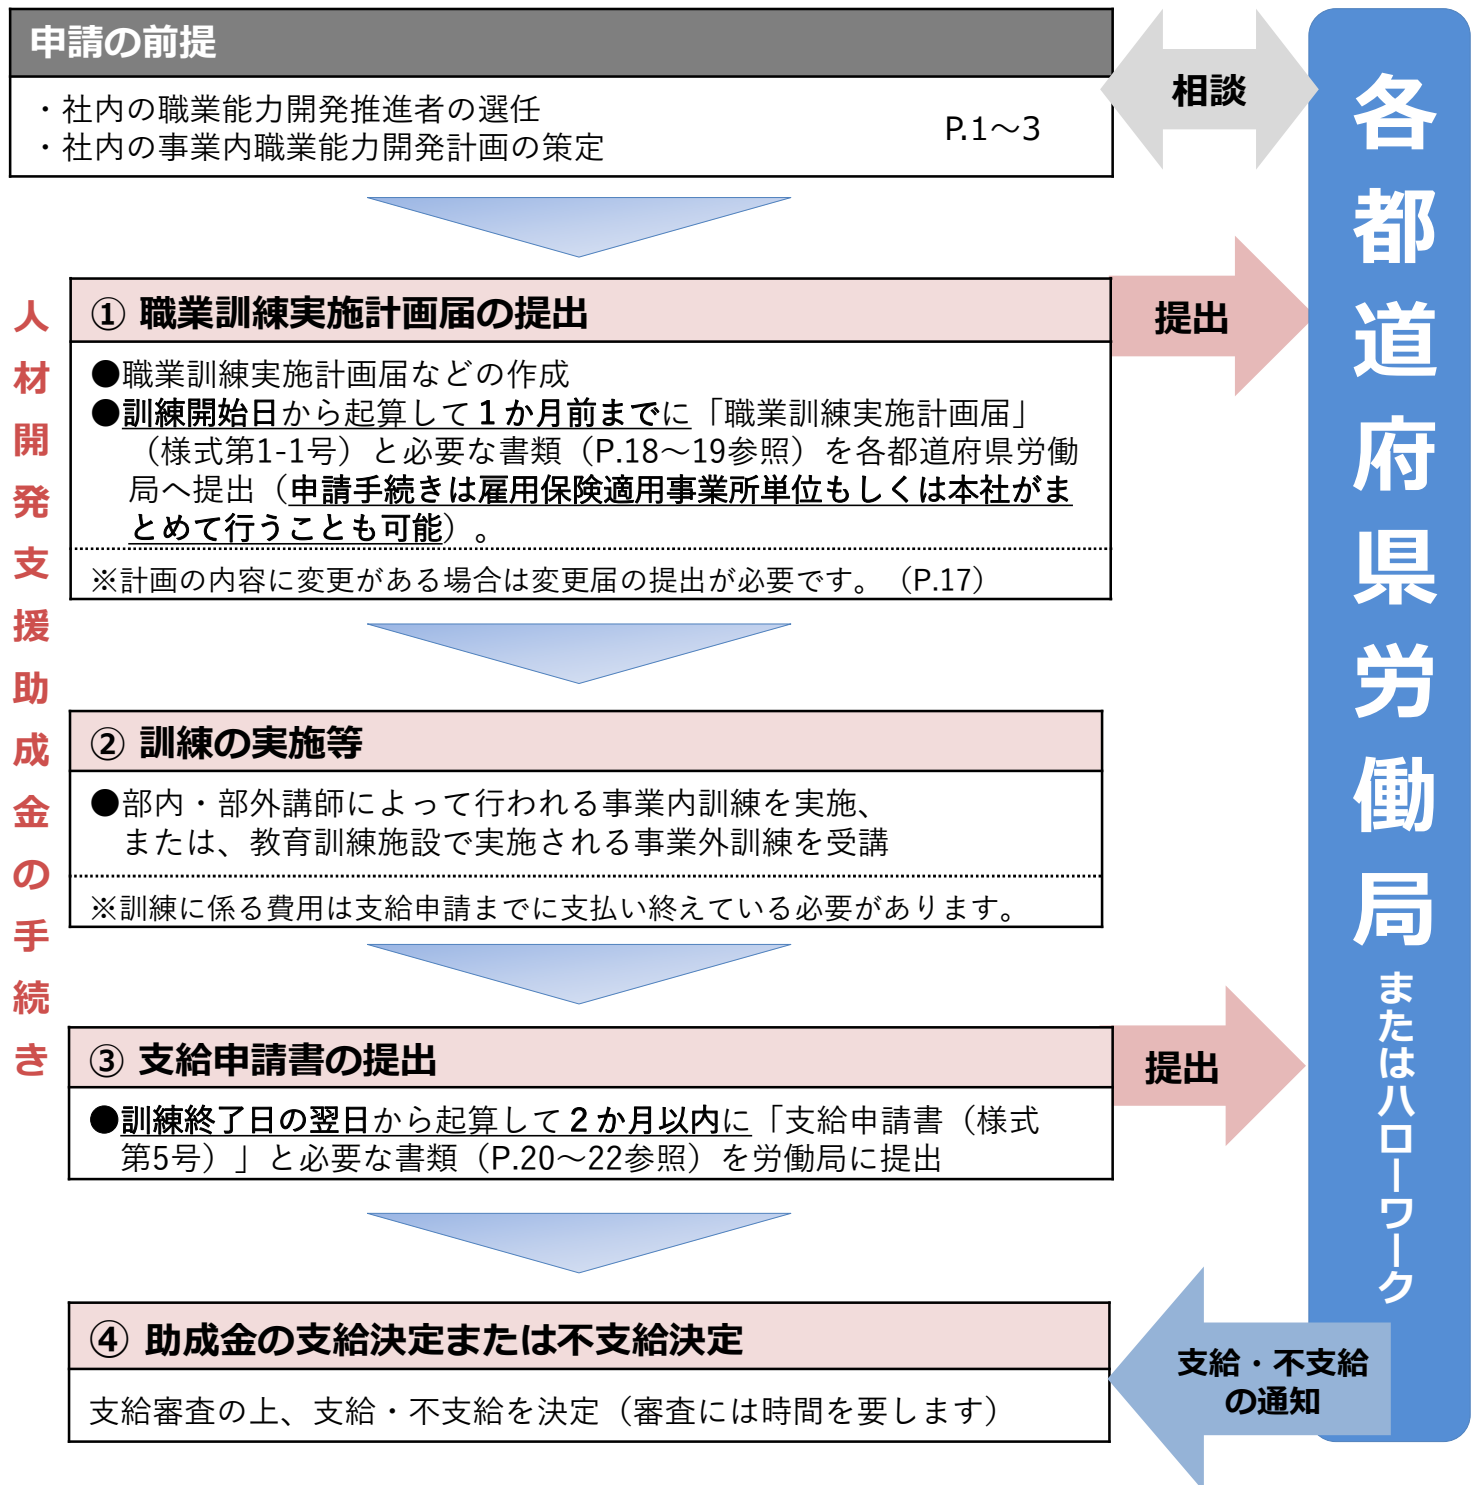 申請の前提
・社内の職業能力開発推進者の選任
・社内の事業内職業能力開発計画の策定
P.1～3
相談
人材開発支援助成金の手続き
① 職業訓練実施計画届の提出
●職業訓練実施計画届などの作成
●訓練開始日から起算して１か月前までに「職業訓練実施計画届」
（様式第1-1号）と必要な書類（P.18～19参照）を各都道府県労働
局へ提出（申請手続きは雇用保険適用事業所単位もしくは本社がま
とめて行うことも可能）。
※計画の内容に変更がある場合は変更届の提出が必要です。（P.17）
提出
② 訓練の実施等
●部内・部外講師によって行われる事業内訓練を実施、
または、教育訓練施設で実施される事業外訓練を受講
※訓練に係る費用は支給申請までに支払い終えている必要があります。
③ 支給申請書の提出
●訓練終了日の翌日から起算して２か月以内に「支給申請書（様式
第5号）」と必要な書類（P.20～22参照）を労働局に提出
提出
④ 助成金の支給決定または不支給決定
支給審査の上、支給・不支給を決定（審査には時間を要します）
支給・不支給
の通知
各都道府県労働局またはハローワーク